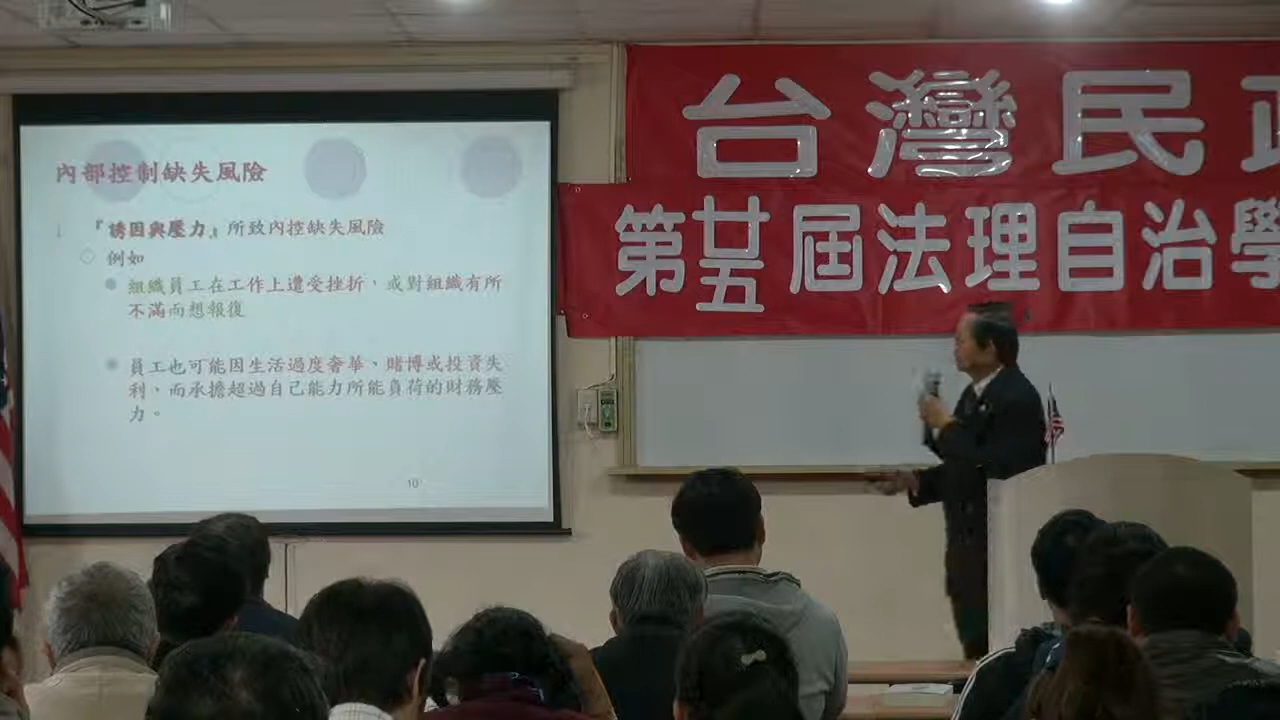 內部控制缺失風險
『誘因與壓力』所致內控缺失風險
例如
組織員工在工作上遭受挫折，或對組織有所
不滿而想報復
員工也可能因生活過度奢華、賭博或投資失
利、而承擔超過自己能力所能負荷的財務壓
力。
10
台灣民政
第廿五屆法理自治學